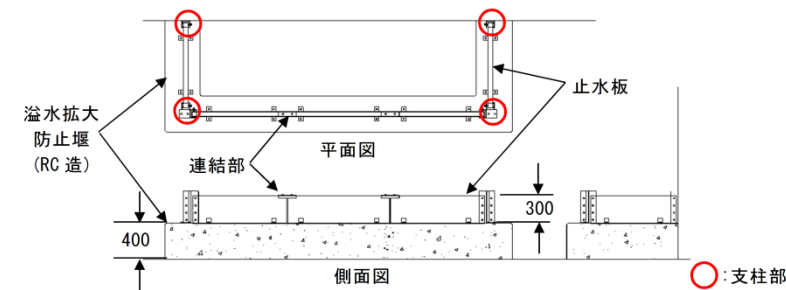 溢水拡大
防止堰
(RC造)
連結部
平面図
止水板
300
400
側面図
:支柱部